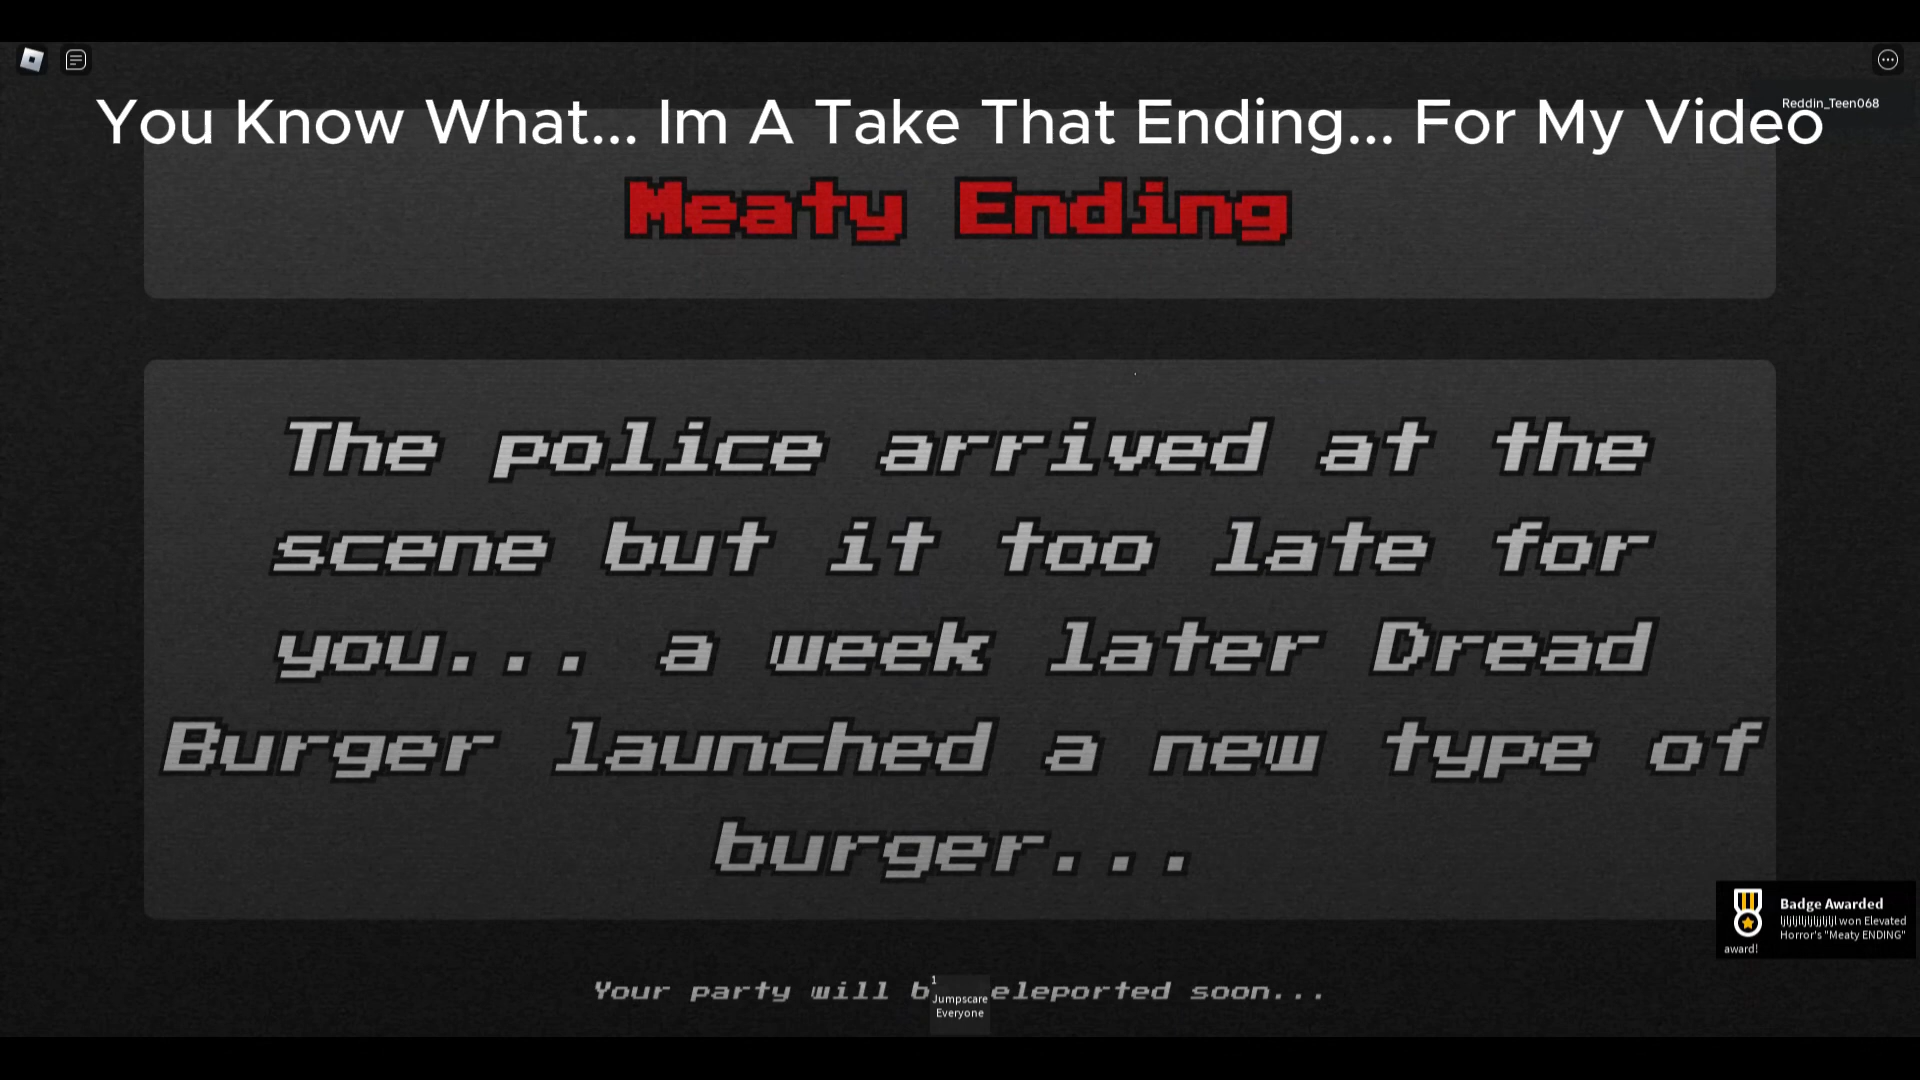 You Know What... Im A Take That Ending... For My Video
Reddin_Teen068
Meaty Ending
The police arrived at the
scene but it too late for
you... a week later Dread
Burger launched a new type of
burger...
Badge Awarded
won Elevated
Horror's "Meaty ENDING"
award!
Your party will b eleported soon...
1
Jumpscare
Everyone